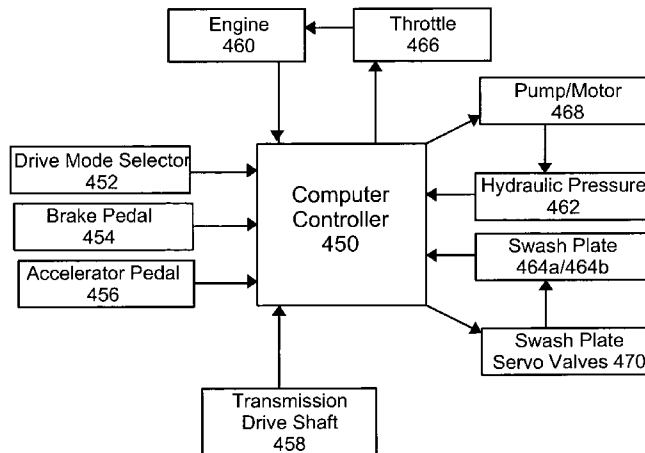 Engine
460
Throttle
466
Pump/Motor
468
Drive Mode Selector
452
Computer
Controller
450
Hydraulic Pressure
462
Brake Pedal
454
Swash Plate
464a/464b
Accelerator Pedal
456
Swash Plate
Servo Valves 470
Transmission
Drive Shaft
458